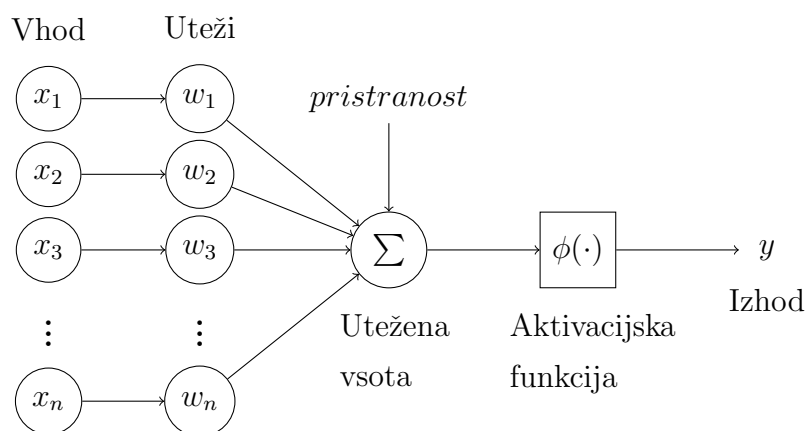 Vhod Uteži
x₁ w₁ pristranost
x₂ w₂
x₃ w₃ ∑ ϕ(·) y
Izhod
⋮ ⋮ Utežena Aktivacijska
vsota funkcija
xₙ wₙ